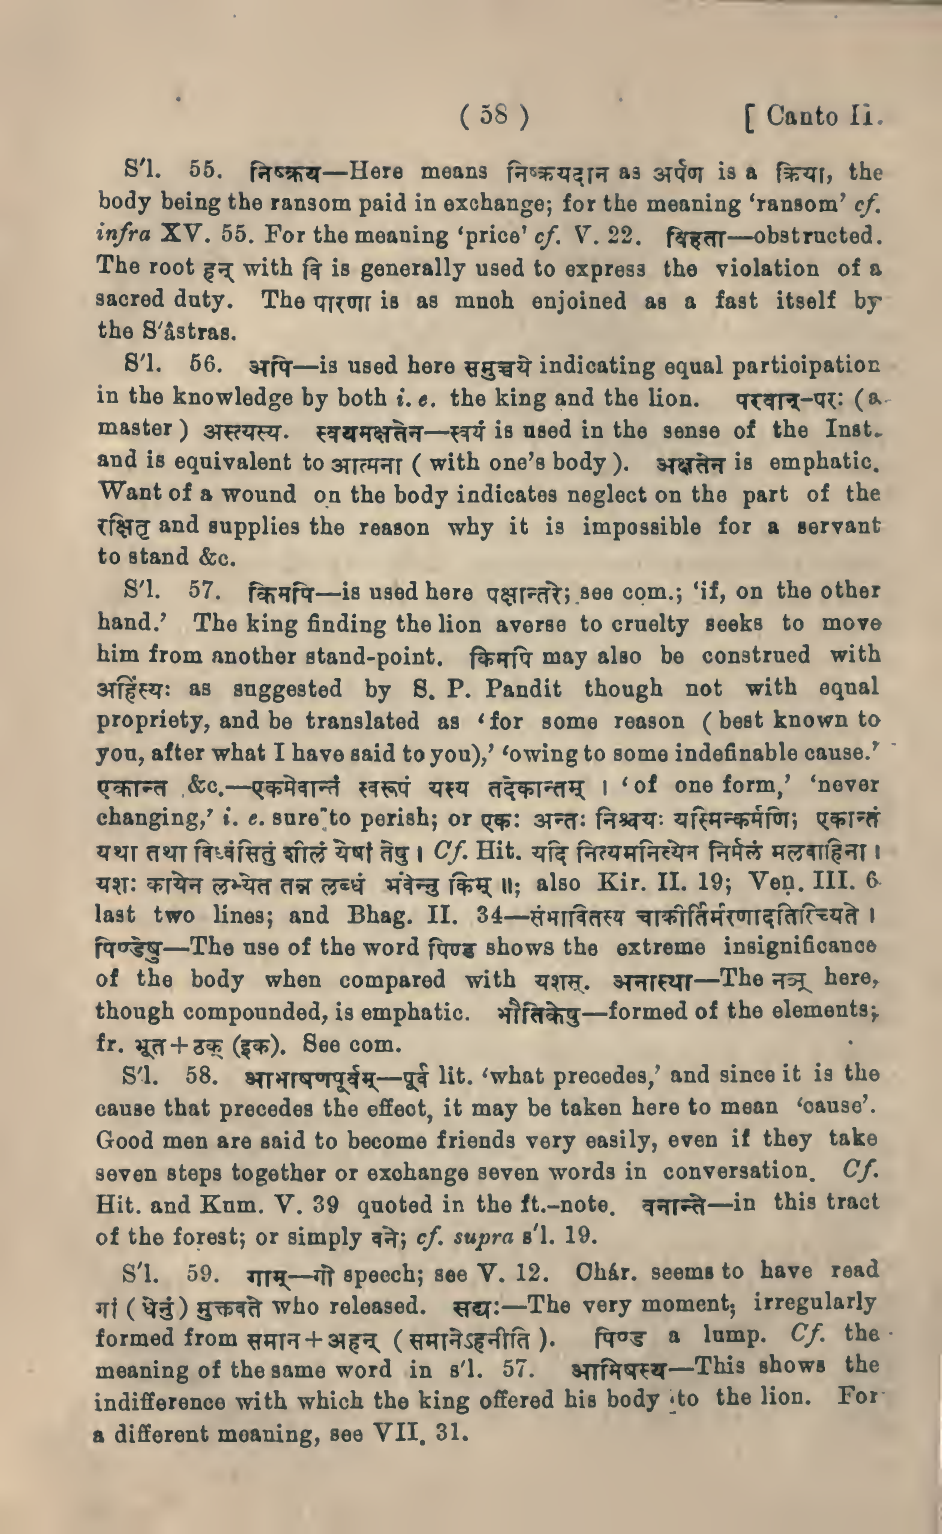 ( 58 ) [ Canto II.
S'l. 55. निष्क्रय—Here means निष्क्रयदान as अर्पण is a क्रिया, the
body being the ransom paid in exchange; for the meaning ‘ransom’ cf.
infra XV. 55. For the meaning ‘price’ cf. V. 22. विहता—obstructed.
The root हन् with वि is generally used to express the violation of a
sacred duty. The पारणा is as much enjoined as a fast itself by
the S'âstras.
S'l. 56. अपि—is used here समुच्चये indicating equal participation
in the knowledge by both i. e. the king and the lion. परवान्-परः (a
master ) अस्त्यस्य. स्वयमक्षतेन—स्वयं is used in the sense of the Inst.
and is equivalent to आत्मना ( with one's body ). अक्षतेन is emphatic.
Want of a wound on the body indicates neglect on the part of the
रक्षितृ and supplies the reason why it is impossible for a servant
to stand &c.
S'l. 57. किमपि—is used here पक्षान्तरे; see com.; ‘if, on the other
hand.’ The king finding the lion averse to cruelty seeks to move
him from another stand-point. किमपि may also be construed with
अहिंस्यः as suggested by S. P. Pandit though not with equal
propriety, and be translated as ‘for some reason ( best known to
you, after what I have said to you),’ ‘owing to some indefinable cause.’
एकान्त &c.—एकमेवान्तं स्वरूपं यस्य तदेकान्तम् । ‘of one form,’ ‘never
changing,’ i. e. sure to perish; or एकः अन्तः निश्चयः यस्मिन्कर्मणि; एकान्तं
यथा तथा विध्वंसितुं शीलं येषां तेषु । Cf. Hit. यदि नित्यमनित्येन निर्मलं मलवाहिना ।
यशः कायेन लभ्येत तन्न लब्धं भवेन्नु किम् ॥; also Kir. II. 19; Ven. III. 6
last two lines; and Bhag. II. 34—संभावितस्य चाकीर्तिर्मरणादतिरिच्यते ।
पिण्डेषु—The use of the word पिण्ड shows the extreme insignificance
of the body when compared with यशस्. अनास्था—The नञ् here,
though compounded, is emphatic. भौतिकेषु—formed of the elements;
fr. भूत + ठक् (इक). See com.
S'l. 58. आभाषणपूर्वम्—पूर्व lit. ‘what precedes,’ and since it is the
cause that precedes the effect, it may be taken here to mean ‘cause’.
Good men are said to become friends very easily, even if they take
seven steps together or exchange seven words in conversation. Cf.
Hit. and Kum. V. 39 quoted in the ft.-note. वनान्ते—in this tract
of the forest; or simply वने; cf. supra s'l. 19.
S'l. 59. गाम्—गो speech; see V. 12. Chár. seems to have read
गां ( धेनुं ) मुक्तवते who released. सद्यः—The very moment; irregularly
formed from समान + अहन् ( समानेऽहनीति ). पिण्ड a lump. Cf. the
meaning of the same word in s'l. 57. आमिषस्य—This shows the
indifference with which the king offered his body to the lion. For
a different meaning, see VII. 31.